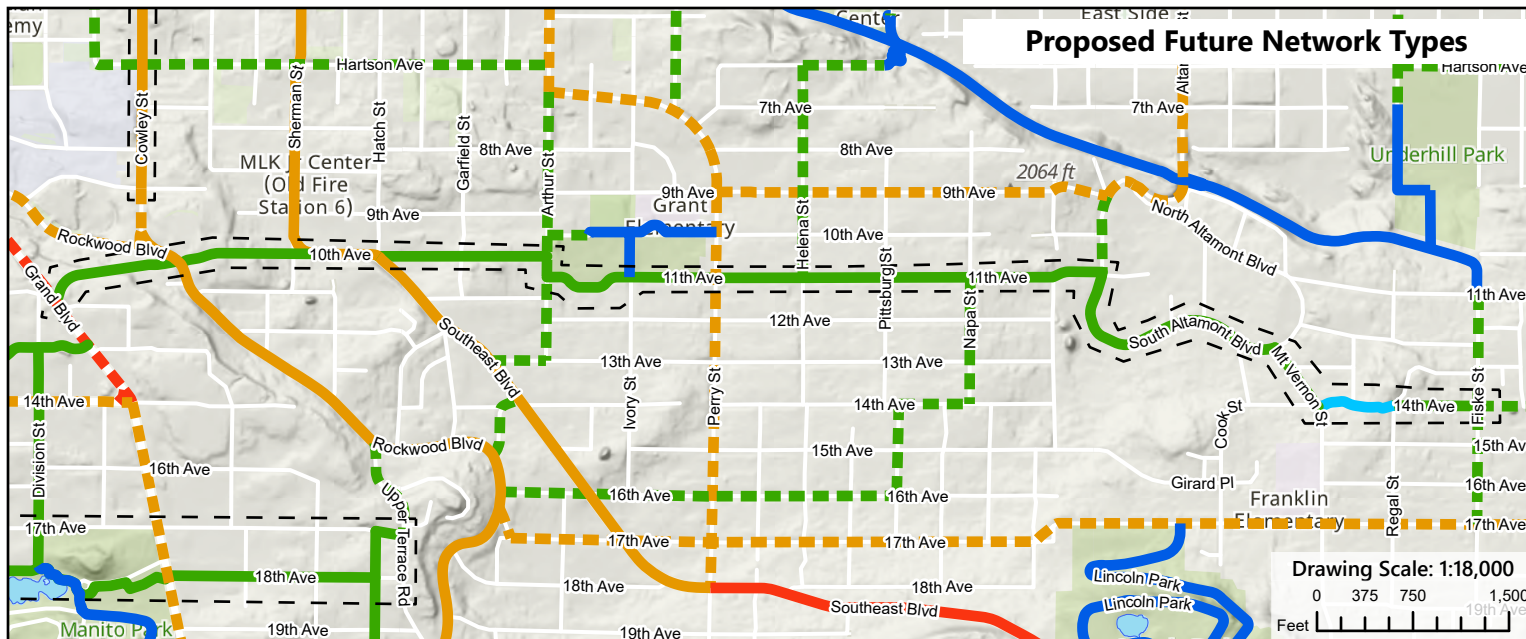 Center
East Side
Proposed Future Network Types
emy
Hartson Ave
Hartson Ave
Cowley St
Sherman St
Hatch St
Garfield St
Arthur St
7th Ave
7th Ave
8th Ave
8th Ave
MLK Jr Center
(Old Fire
Station 6)
Underhill Park
2064 ft
9th Ave
9th Ave
9th Ave
Grant
Elementary
Helena St
North Altamont Blvd
Rockwood Blvd
10th Ave
10th Ave
Pittsburg St
Grand Blvd
11th Ave
11th Ave
11th Ave
Napal St
12th Ave
Southeast Blvd
South Altamont Blvd
13th Ave
13th Ave
Mt Vernon St
Ivory St
Perry St
Fiske St
14th Ave
14th Ave
14th Ave
Division St
Cook St
Rockwood Blvd
15th Ave
15th Ave
16th Ave
Upper Terrace Rd
16th Ave
16th Ave
Girard Pl
16th Ave
Franklin
Elementary
Regal St
17th Ave
17th Ave
17th Ave
17th Ave
18th Ave
18th Ave
18th Ave
Lincoln Park
Lincoln Park
Southeast Blvd
Manito Park
19th Ave
19th Ave
19th Ave
Drawing Scale: 1:18,000
0 375 750 1,500
Feet